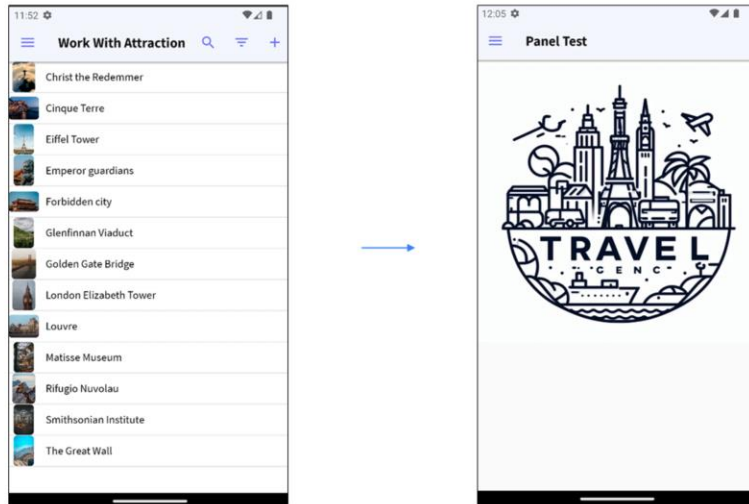 11:52
Work With Attraction
Christ the Redemmer
Cinque Terre
Eiffel Tower
Emperor guardians
Forbidden city
Glenfinnan Viaduct
Golden Gate Bridge
London Elizabeth Tower
Louvre
Matisse Museum
Rifugio Nuvolau
Smithsonian Institute
The Great Wall
12:05
Panel Test
TRAVEL
GENC